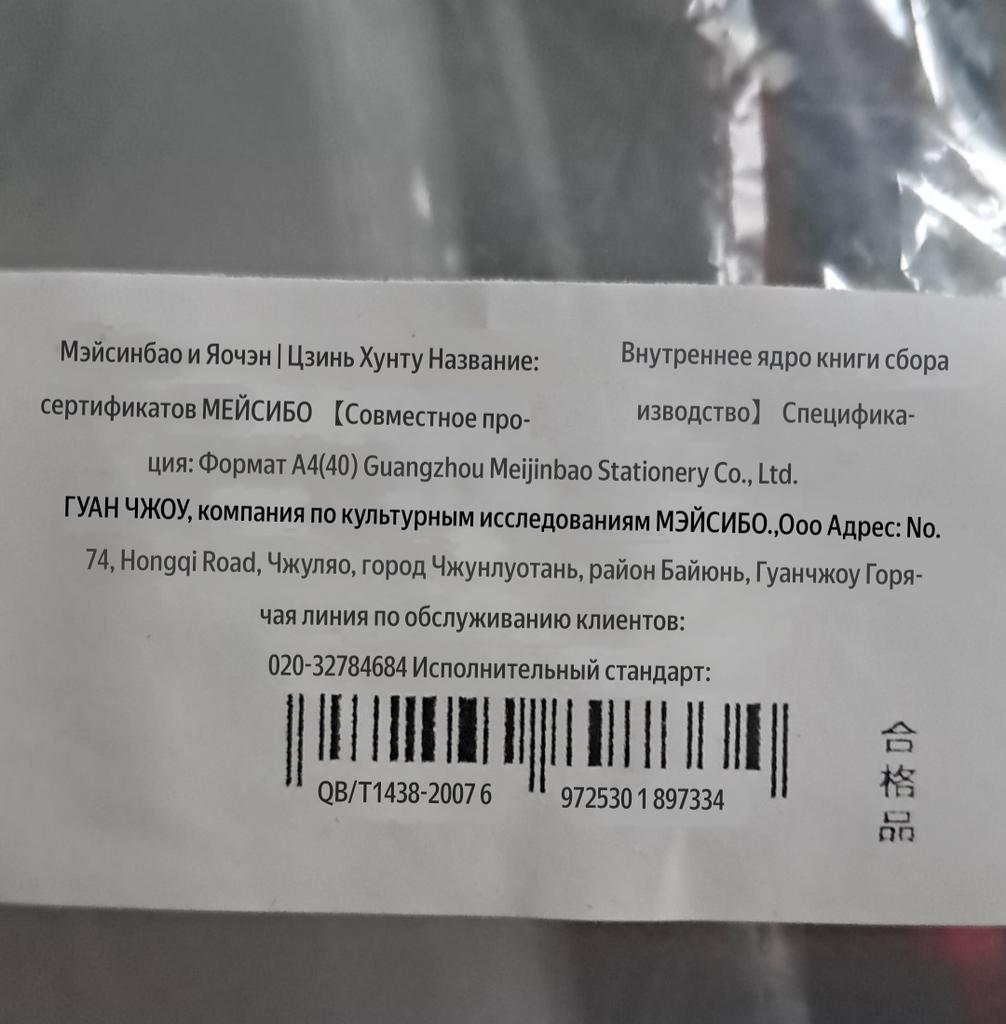 Мэйсинбао и Яочэн | Цзинь Хунту Название: Внутреннее ядро книги сбора
сертификатов МЕЙСИБО 【Совместное про- изводство】 Специфика-
ция: Формат А4(40) Guangzhou Meijinbao Stationery Co., Ltd.
ГУАН ЧЖОУ, компания по культурным исследованиям МЭЙСИБО.,Ооо Адрес: No.
74, Hongqi Road, Чжуляо, город Чжунлуотань, район Байюнь, Гуанчжоу Горя-
чая линия по обслуживанию клиентов:
020-32784684 Исполнительный стандарт:
QB/T1438-2007 6 972530 1 897334
合格品